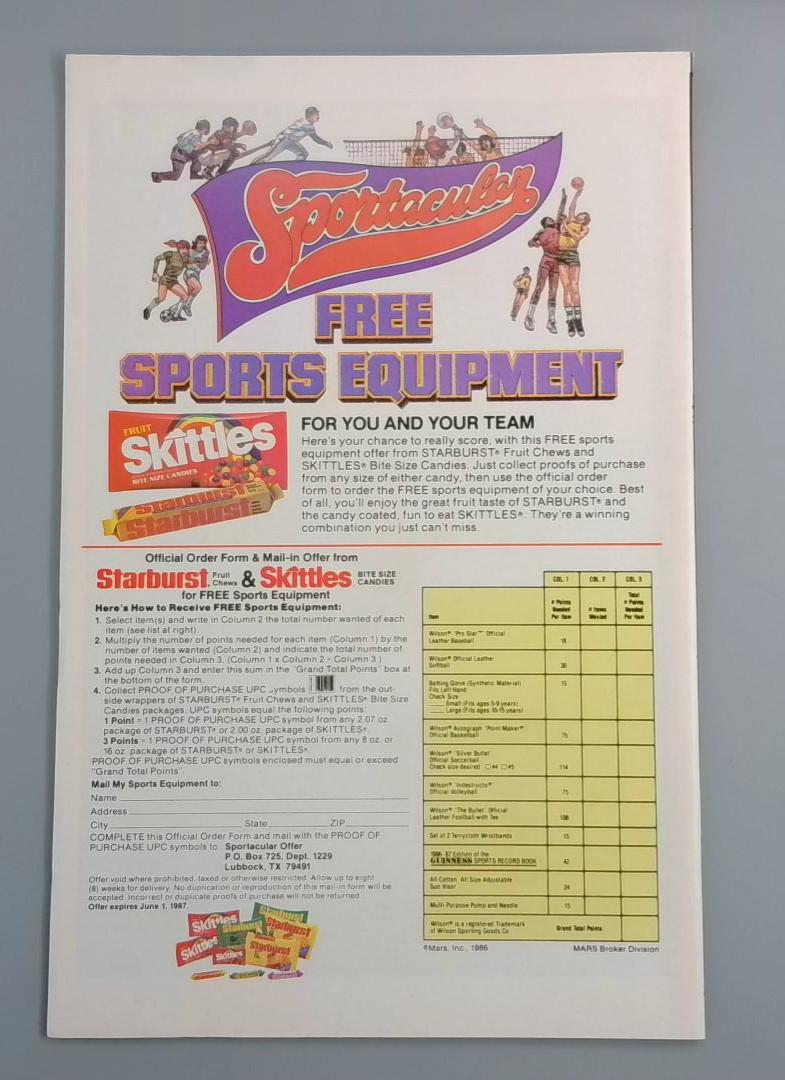 Sportacular
FREE
SPORTS EQUIPMENT
FRUIT
Skittles
BITE SIZE CANDIES
Starburst
Starburst
FOR YOU AND YOUR TEAM
Here's your chance to really score, with this FREE sports
equipment offer from STARBURST® Fruit Chews and
SKITTLES® Bite Size Candies. Just collect proofs of purchase
from any size of either candy, then use the official order
form to order the FREE sports equipment of your choice. Best
of all, you'll enjoy the great fruit taste of STARBURST® and
the candy coated, fun to eat SKITTLES®. They're a winning
combination you just can't miss.
Official Order Form & Mail-in Offer from
Starburst Fruit Chews & Skittles BITE SIZE CANDIES
for FREE Sports Equipment
Here's How to Receive FREE Sports Equipment:
1. Select item(s) and write in Column 2 the total number wanted of each
item (see list at right).
2. Multiply the number of points needed for each item (Column 1) by the
number of items wanted (Column 2) and indicate the total number of
points needed in Column 3. (Column 1 x Column 2 = Column 3.)
3. Add up Column 3 and enter this sum in the "Grand Total Points" box at
the bottom of the form.
4. Collect PROOF OF PURCHASE UPC symbols from the out-
side wrappers of STARBURST® Fruit Chews and SKITTLES® Bite Size
Candies packages. UPC symbols equal the following points:
1 Point = 1 PROOF OF PURCHASE UPC symbol from any 2.07 oz.
package of STARBURST® or 2.00 oz. package of SKITTLES®.
3 Points = 1 PROOF OF PURCHASE UPC symbol from any 8 oz. or
16 oz. package of STARBURST® or SKITTLES®.
PROOF OF PURCHASE UPC symbols enclosed must equal or exceed
"Grand Total Points".
Mail My Sports Equipment to:
Name
Address
City State ZIP
COMPLETE this Official Order Form and mail with the PROOF OF
PURCHASE UPC symbols to: Sportacular Offer
P.O. Box 725, Dept. 1229
Lubbock, TX 79491
Offer void where prohibited, taxed or otherwise restricted. Allow up to eight
(8) weeks for delivery. No duplication or reproduction of this mail-in form will be
accepted. Incorrect or duplicate proofs of purchase will not be returned.
Offer expires June 1, 1987.
Skittles
Skittles
Starburst
Starburst
Starburst
COL. 1 COL. 2 COL. 3
Item # Points Needed Per Item # Items Wanted Total # Points Needed Per Item
Wilson® "Pro Star"™ Official
Leather Baseball 18
Wilson® Official Leather
Softball 30
Batting Glove (Synthetic Material) 15
Fits Left Hand
Check Size
Small (Fits ages 5-9 years)
Large (Fits ages 10-15 years)
Wilson® Autograph "Point Maker"®
Official Basketball 75
Wilson® "Silver Bullet"
Official Soccerball
Check size desired □#4 □#5 114
Wilson® "Indestructo"®
Official Volleyball 75
Wilson® "The Bullet" Official
Leather Football with Tee 108
Set of 2 Terrycloth Wristbands 15
1986-87 Edition of the
GUINNESS SPORTS RECORD BOOK 42
All Cotton All Size Adjustable
Sun Visor 24
Multi-Purpose Pump and Needle 15
Wilson® is a registered Trademark
of Wilson Sporting Goods Co. Grand Total Points
©Mars, Inc., 1986 MARS Broker Division